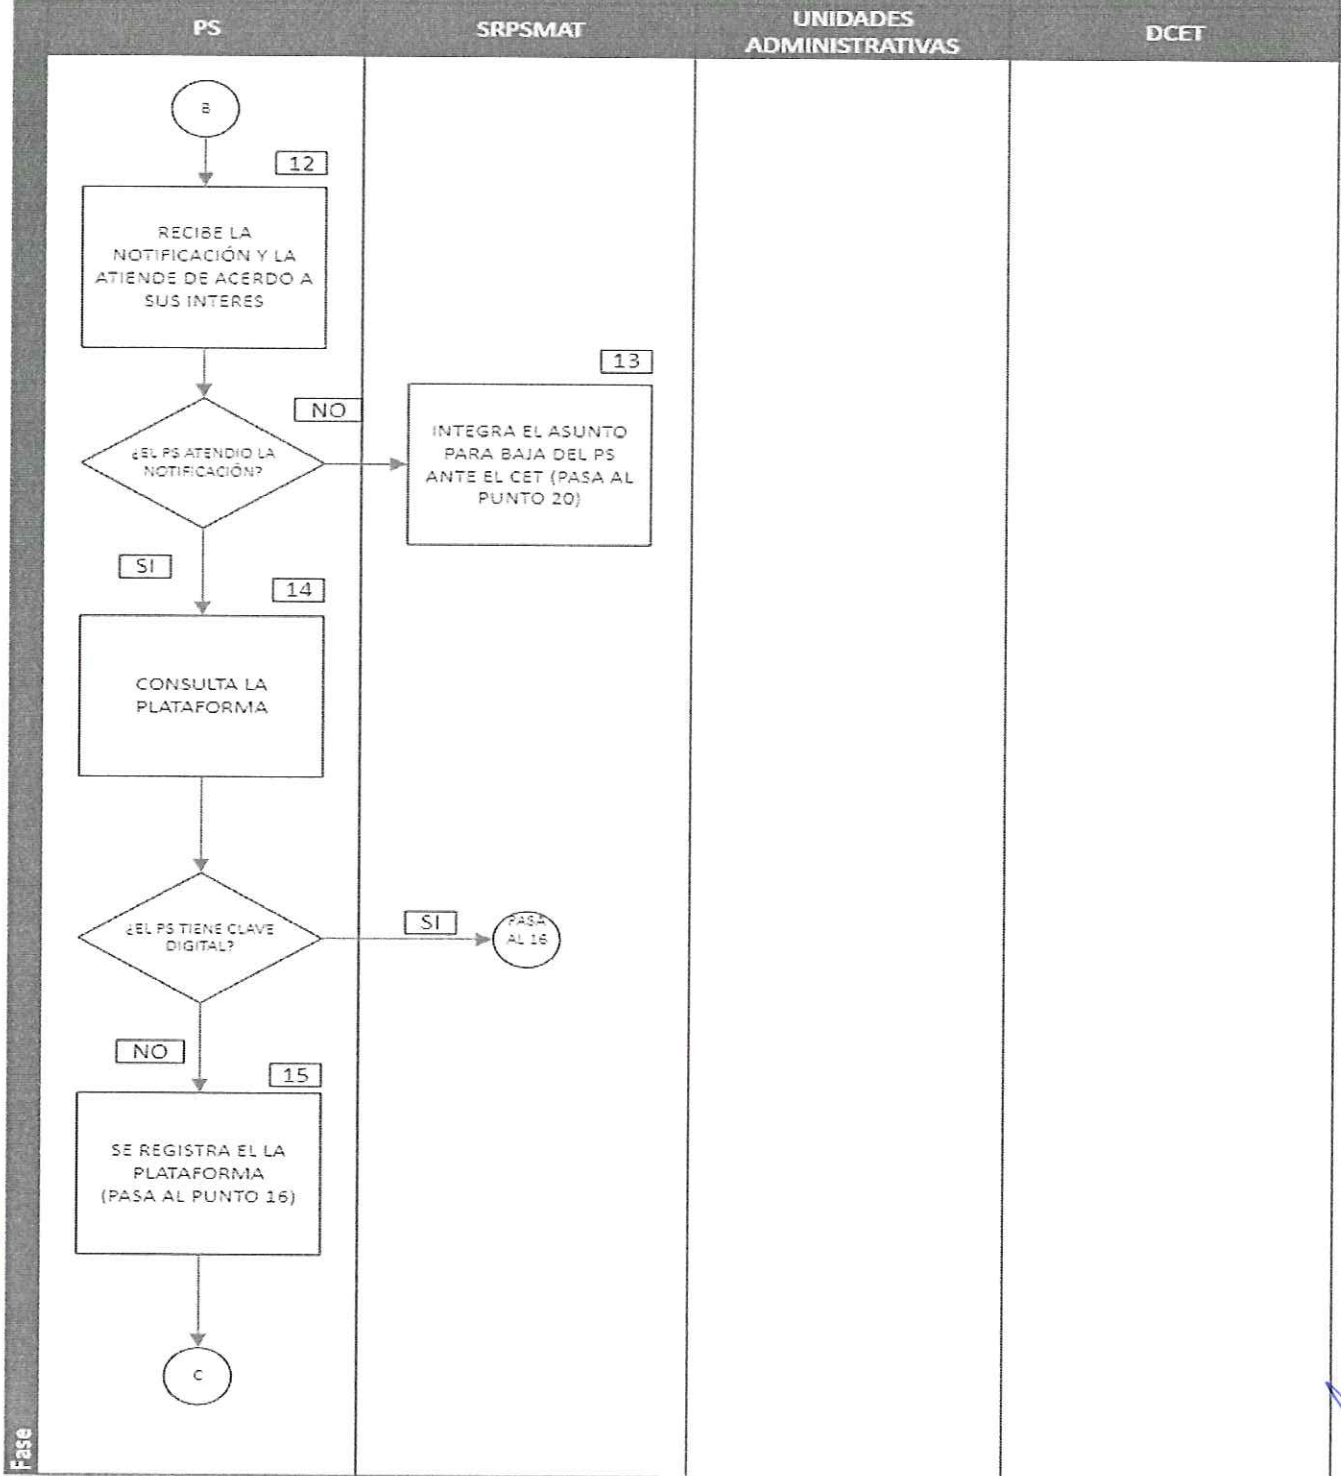 PS
SRPSMAT
UNIDADES
ADMINISTRATIVAS
DCET
B
12
RECIBE LA
NOTIFICACIÓN Y LA
ATIENDE DE ACERDO A
SUS INTERES
¿EL PS ATENDIO LA
NOTIFICACIÓN?
NO
13
INTEGRA EL ASUNTO
PARA BAJA DEL PS
ANTE EL CET (PASA AL
PUNTO 20)
SI
14
CONSULTA LA
PLATAFORMA
¿EL PS TIENE CLAVE
DIGITAL?
SI
PASA
AL 16
NO
15
SE REGISTRA EL LA
PLATAFORMA
(PASA AL PUNTO 16)
C
Fase